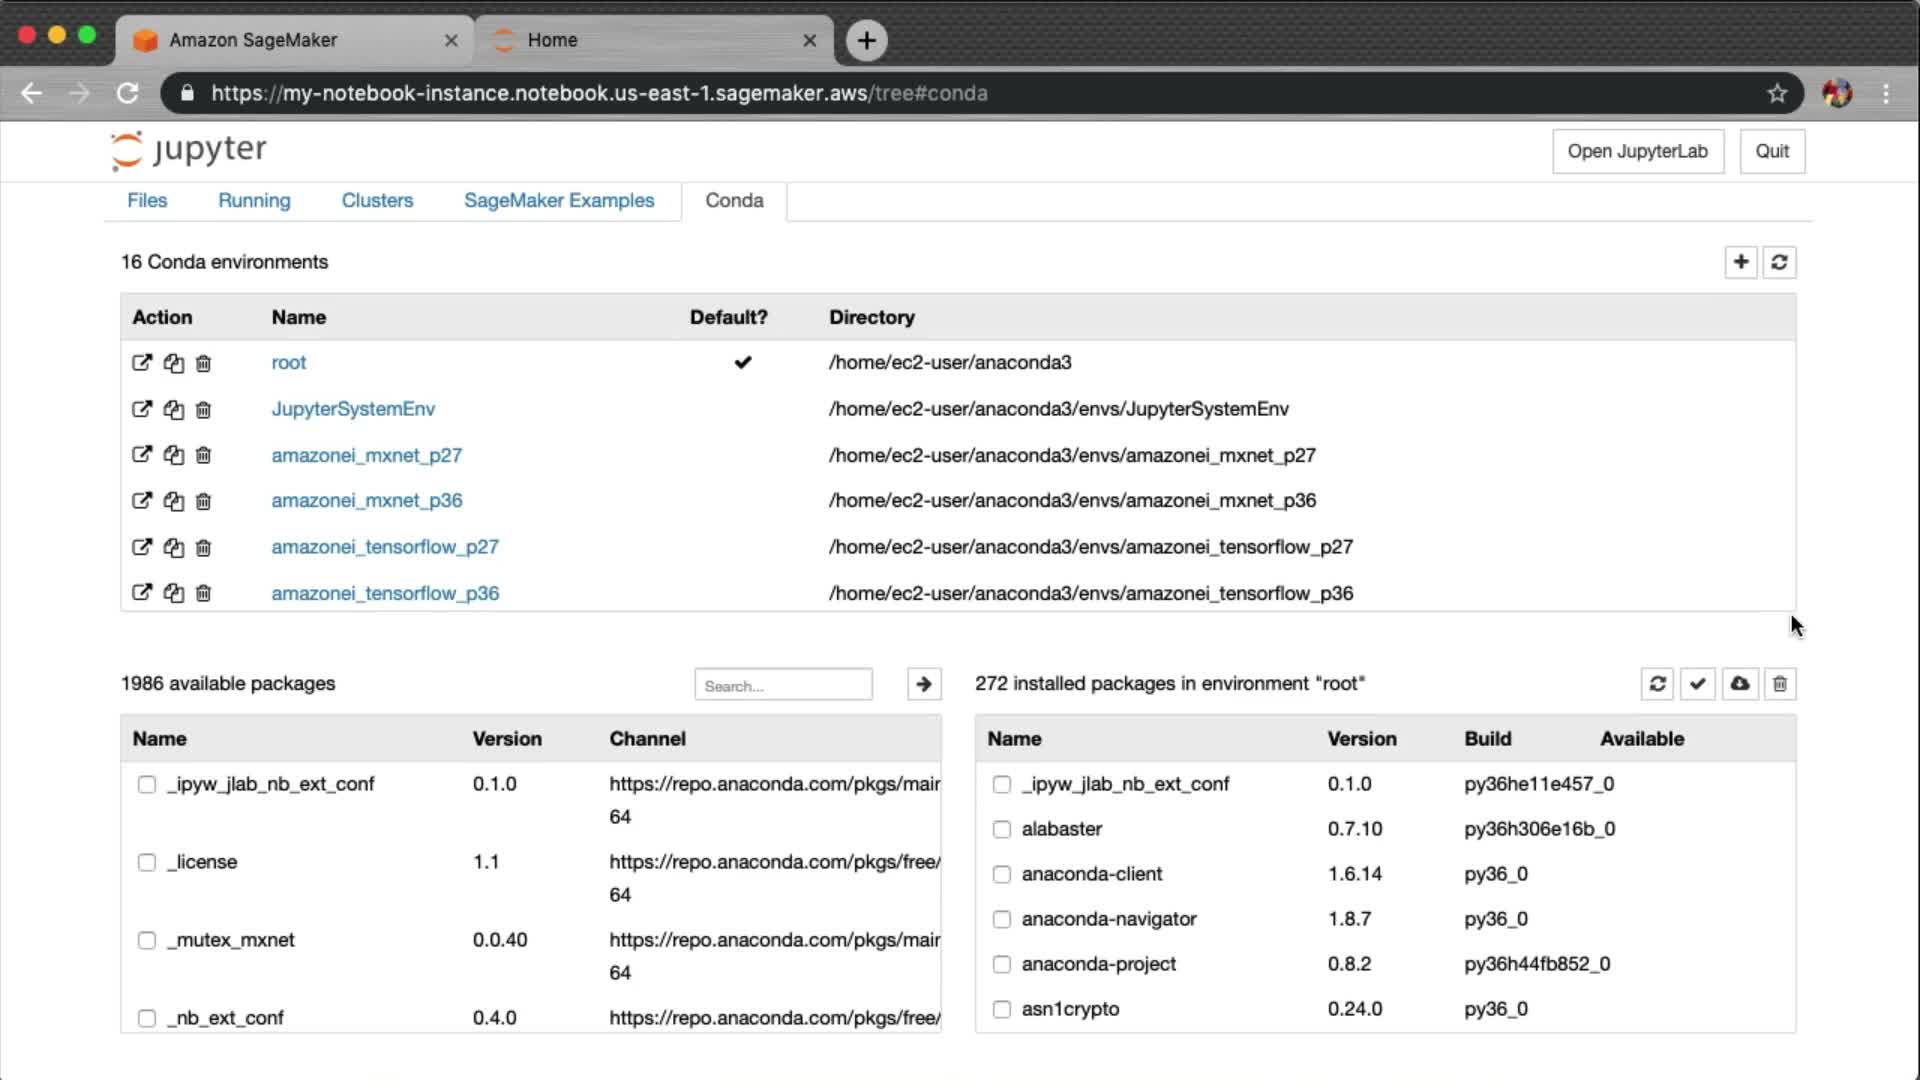 Amazon SageMaker
Home
https://my-notebook-instance.notebook.us-east-1.sagemaker.aws/tree#conda
jupyter
Open JupyterLab
Quit
Files
Running
Clusters
SageMaker Examples
Conda
16 Conda environments
Action Name Default? Directory
root /home/ec2-user/anaconda3
JupyterSystemEnv /home/ec2-user/anaconda3/envs/JupyterSystemEnv
amazonei_mxnet_p27 /home/ec2-user/anaconda3/envs/amazonei_mxnet_p27
amazonei_mxnet_p36 /home/ec2-user/anaconda3/envs/amazonei_mxnet_p36
amazonei_tensorflow_p27 /home/ec2-user/anaconda3/envs/amazonei_tensorflow_p27
amazonei_tensorflow_p36 /home/ec2-user/anaconda3/envs/amazonei_tensorflow_p36
1986 available packages
Search...
Name Version Channel
_ipyw_jlab_nb_ext_conf 0.1.0 https://repo.anaconda.com/pkgs/main
64
_license 1.1 https://repo.anaconda.com/pkgs/free/
64
_mutex_mxnet 0.0.40 https://repo.anaconda.com/pkgs/main
64
_nb_ext_conf 0.4.0 https://repo.anaconda.com/pkgs/free/
272 installed packages in environment "root"
Name Version Build Available
_ipyw_jlab_nb_ext_conf 0.1.0 py36he11e457_0
alabaster 0.7.10 py36h306e16b_0
anaconda-client 1.6.14 py36_0
anaconda-navigator 1.8.7 py36_0
anaconda-project 0.8.2 py36h44fb852_0
asn1crypto 0.24.0 py36_0